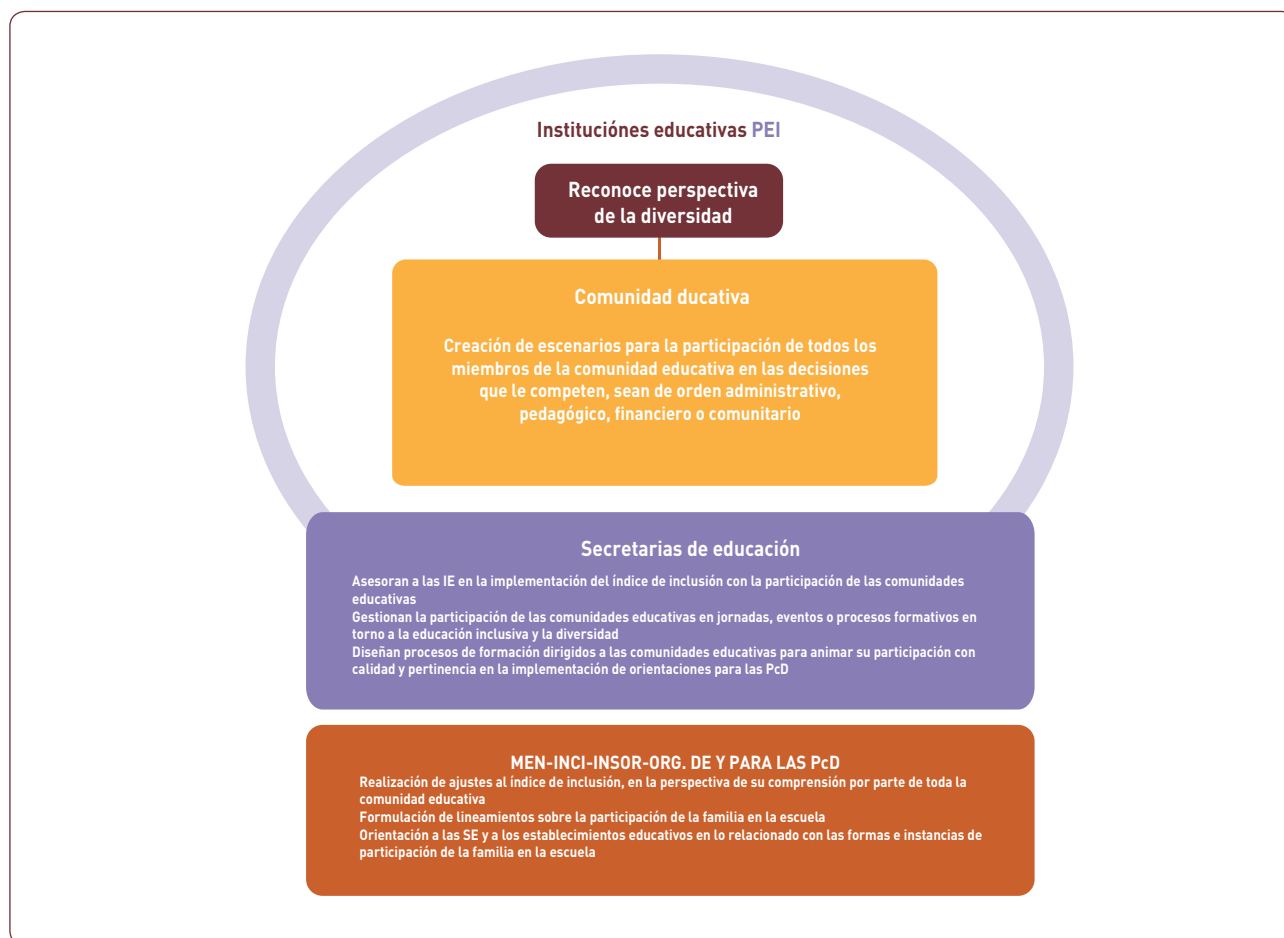 Instituciónes educativas PEI
Reconoce perspectiva
de la diversidad
Comunidad ducativa
Creación de escenarios para la participación de todos los
miembros de la comunidad educativa en las decisiones
que le competen, sean de orden administrativo,
pedagógico, financiero o comunitario
Secretarias de educación
Asesoran a las IE en la implementación del índice de inclusión con la participación de las comunidades
educativas
Gestionan la participación de las comunidades educativas en jornadas, eventos o procesos formativos en
torno a la educación inclusiva y la diversidad
Diseñan procesos de formación dirigidos a las comunidades educativas para animar su participación con
calidad y pertinencia en la implementación de orientaciones para las PcD
MEN-INCI-INSOR-ORG. DE Y PARA LAS PcD
Realización de ajustes al índice de inclusión, en la perspectiva de su comprensión por parte de toda la
comunidad educativa
Formulación de lineamientos sobre la participación de la familia en la escuela
Orientación a las SE y a los establecimientos educativos en lo relacionado con las formas e instancias de
participación de la familia en la escuela